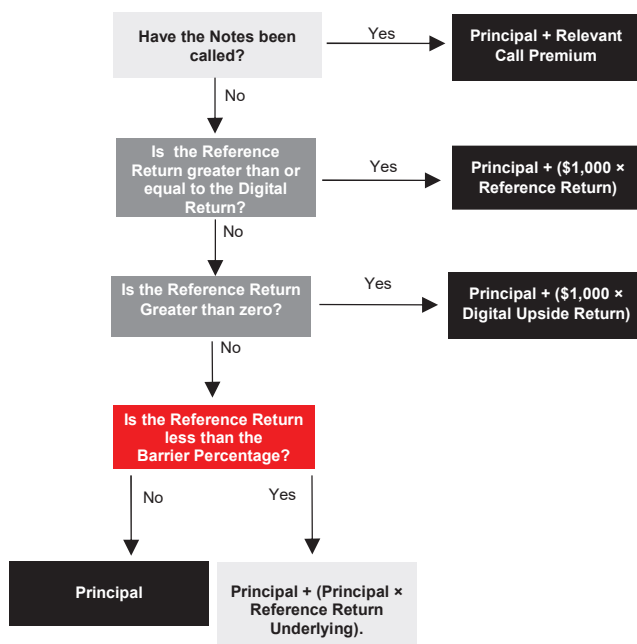 Have the Notes been
called?
Yes
Principal + Relevant
Call Premium
No
Is the Reference
Return greater than or
equal to the Digital
Return?
Yes
Principal + ($1,000 ×
Reference Return)
No
Is the Reference Return
Greater than zero?
Yes
Principal + ($1,000 ×
Digital Upside Return)
No
Is the Reference Return
less than the
Barrier Percentage?
No
Yes
Principal
Principal + (Principal ×
Reference Return
Underlying).